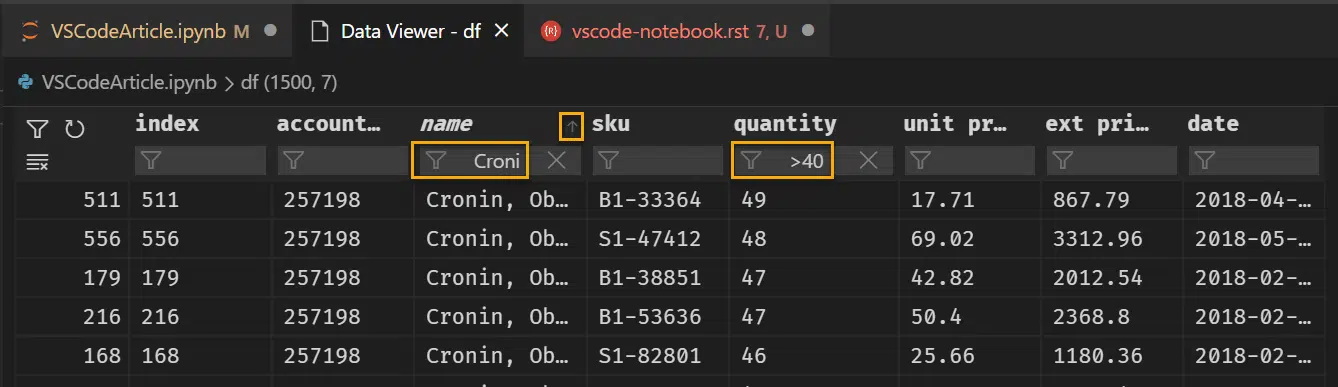 VSCodeArticle.ipynb M Data Viewer - df vscode-notebook.rst 7, U
VSCodeArticle.ipynb > df (1500, 7)
index account… name sku quantity unit pr… ext pri… date
Croni >40
511 511 257198 Cronin, Ob… B1-33364 49 17.71 867.79 2018-04-…
556 556 257198 Cronin, Ob… S1-47412 48 69.02 3312.96 2018-05-…
179 179 257198 Cronin, Ob… B1-38851 47 42.82 2012.54 2018-02-…
216 216 257198 Cronin, Ob… B1-53636 47 50.4 2368.8 2018-02-…
168 168 257198 Cronin, Ob… S1-82801 46 25.66 1180.36 2018-02-…